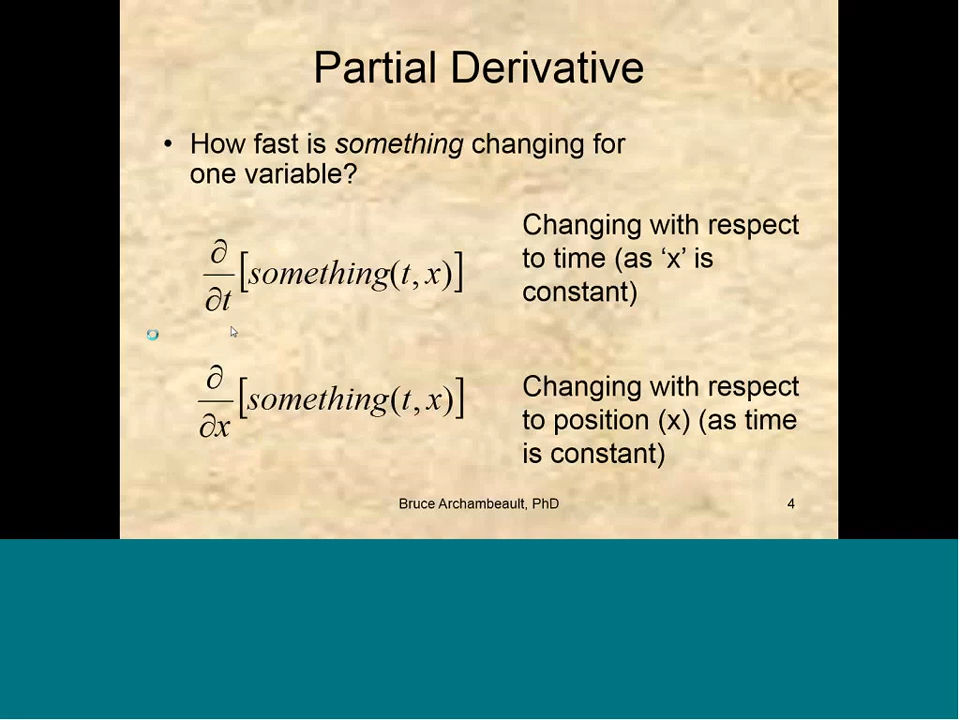 Partial Derivative
• How fast is something changing for
one variable?
Changing with respect
to time (as ‘x’ is
constant)
∂/∂t [something(t, x)]
Changing with respect
to position (x) (as time
is constant)
∂/∂x [something(t, x)]
Bruce Archambeault, PhD
4